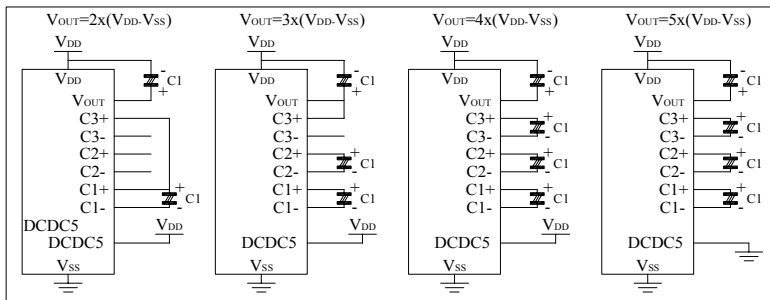 VOUT=2x(VDD-VSS) VOUT=3x(VDD-VSS) VOUT=4x(VDD-VSS) VOUT=5x(VDD-VSS)
VDD VDD VDD VDD
- - - -
VDD C1 VDD C1 VDD C1 VDD C1
+ + + +
VOUT VOUT VOUT VOUT
C3+ C3+ C3+ + C3+ +
C1 C1
C3- C3- C3- - C3- -
C2+ C2+ + C2+ + C2+ +
C1 C1 C1
C2- C2- - C2- - C2- -
C1+ + C1+ + C1+ + C1+ +
C1 C1 C1 C1
C1- - C1- - C1- - C1- -
DCDC5 VDD VDD VDD
DCDC5 DCDC5 DCDC5 DCDC5
VSS VSS VSS VSS